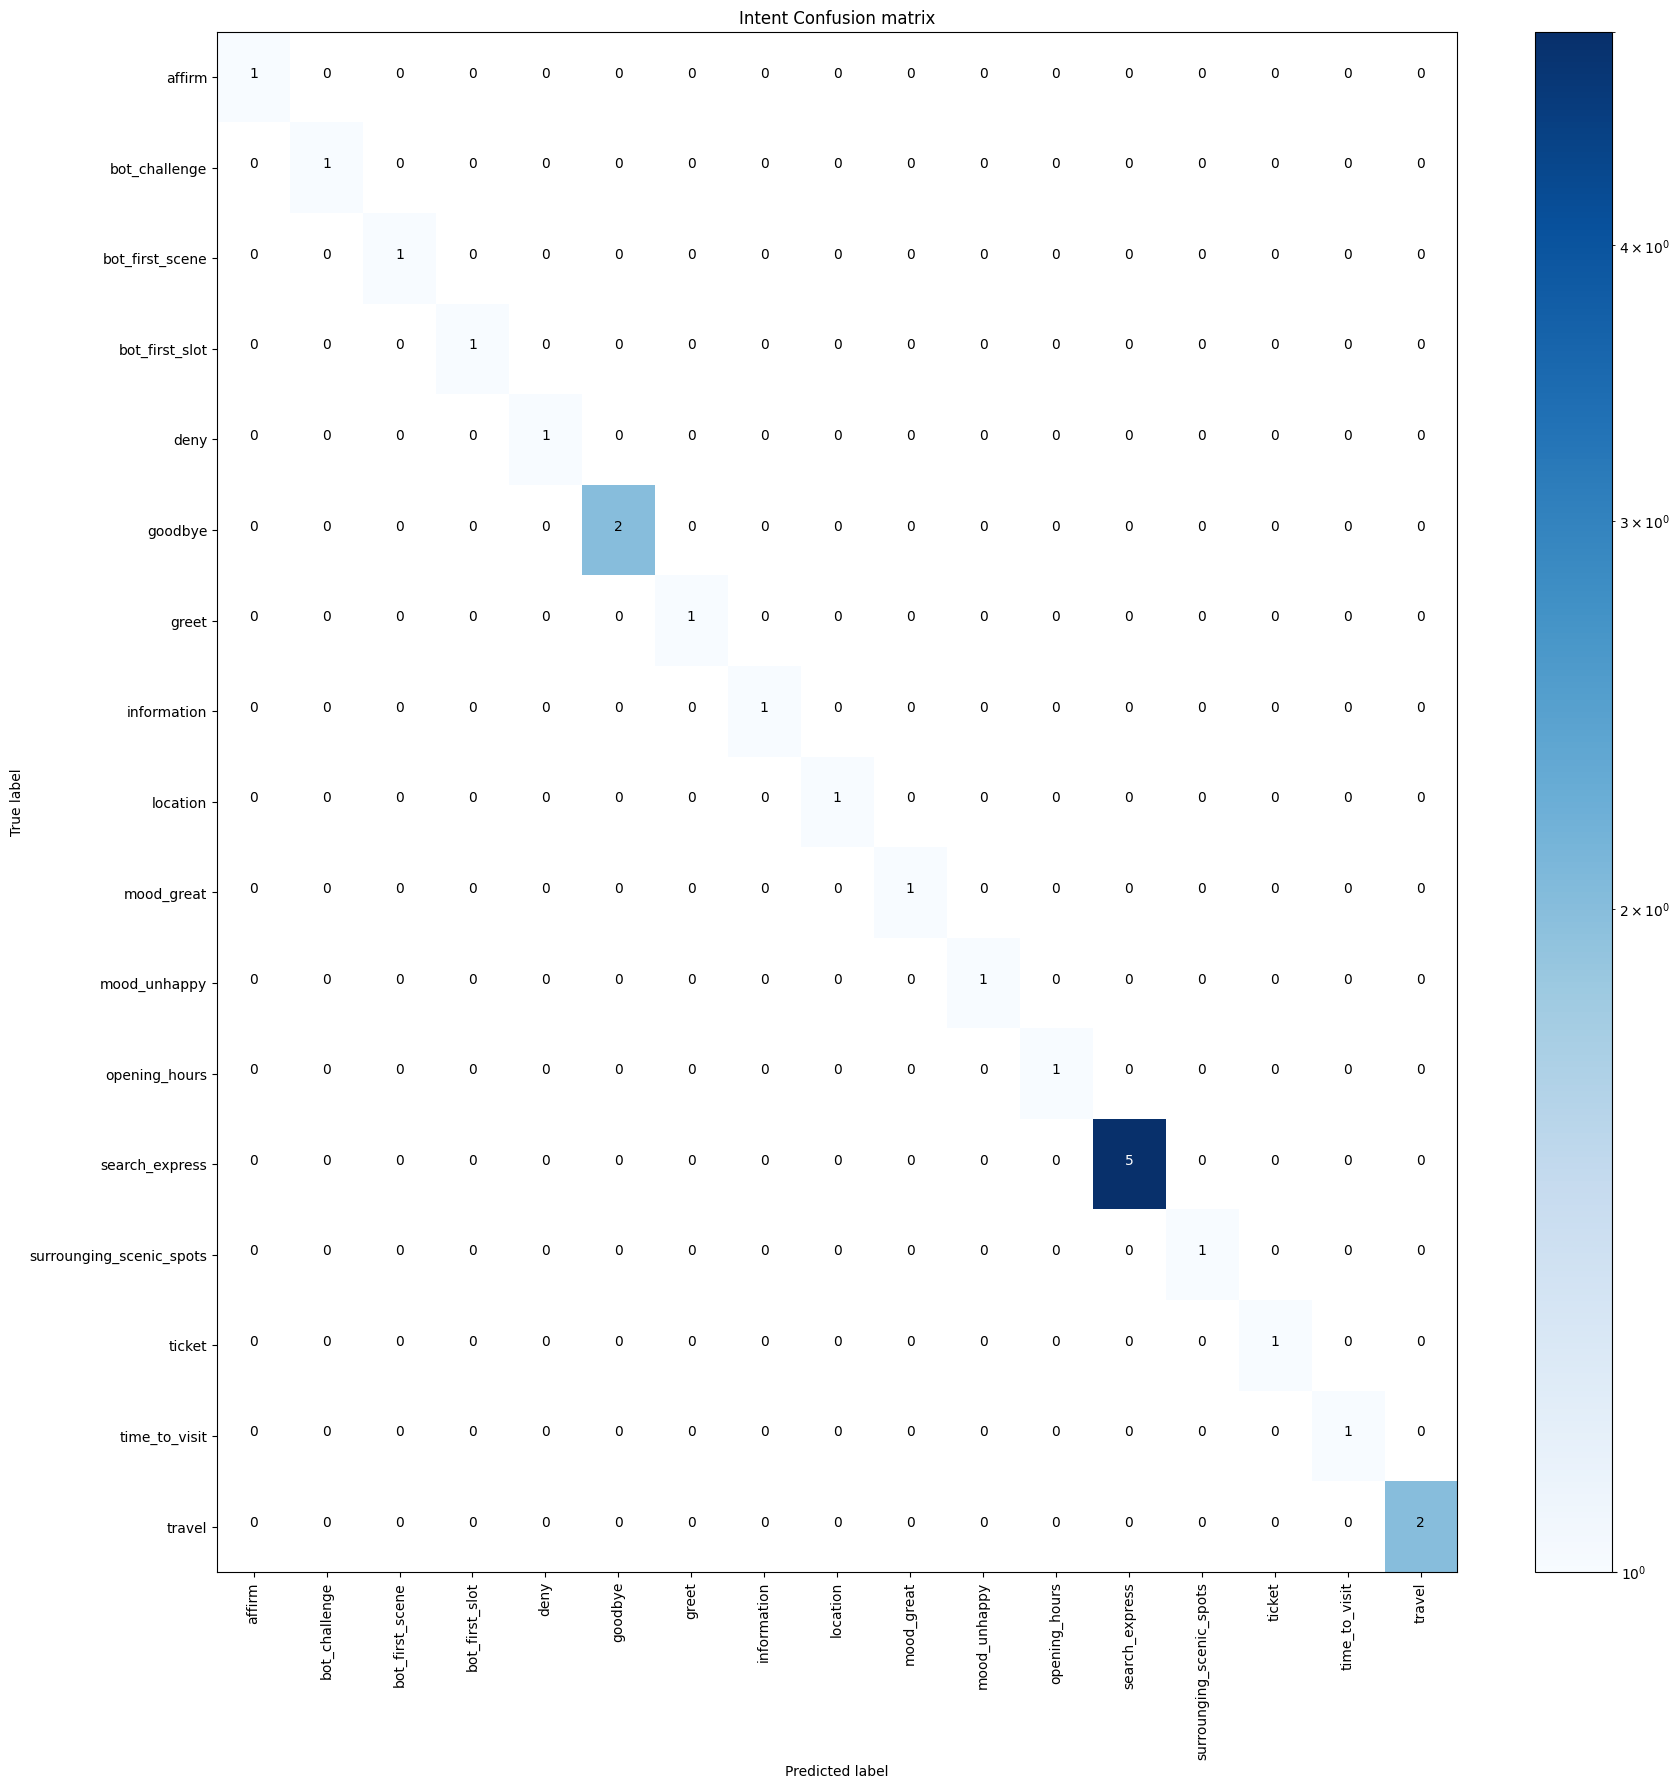 Intent Confusion matrix
True label
affirm 1 0 0 0 0 0 0 0 0 0 0 0 0 0 0 0 0
bot_challenge 0 1 0 0 0 0 0 0 0 0 0 0 0 0 0 0 0
bot_first_scene 0 0 1 0 0 0 0 0 0 0 0 0 0 0 0 0 0
bot_first_slot 0 0 0 1 0 0 0 0 0 0 0 0 0 0 0 0 0
deny 0 0 0 0 1 0 0 0 0 0 0 0 0 0 0 0 0
goodbye 0 0 0 0 0 2 0 0 0 0 0 0 0 0 0 0 0
greet 0 0 0 0 0 0 1 0 0 0 0 0 0 0 0 0 0
information 0 0 0 0 0 0 0 1 0 0 0 0 0 0 0 0 0
location 0 0 0 0 0 0 0 0 1 0 0 0 0 0 0 0 0
mood_great 0 0 0 0 0 0 0 0 0 1 0 0 0 0 0 0 0
mood_unhappy 0 0 0 0 0 0 0 0 0 0 1 0 0 0 0 0 0
opening_hours 0 0 0 0 0 0 0 0 0 0 0 1 0 0 0 0 0
search_express 0 0 0 0 0 0 0 0 0 0 0 0 5 0 0 0 0
surrounging_scenic_spots 0 0 0 0 0 0 0 0 0 0 0 0 0 1 0 0 0
ticket 0 0 0 0 0 0 0 0 0 0 0 0 0 0 1 0 0
time_to_visit 0 0 0 0 0 0 0 0 0 0 0 0 0 0 0 1 0
travel 0 0 0 0 0 0 0 0 0 0 0 0 0 0 0 0 2
affirm
bot_challenge
bot_first_scene
bot_first_slot
deny
goodbye
greet
information
location
mood_great
mood_unhappy
opening_hours
search_express
surrounging_scenic_spots
ticket
time_to_visit
travel
Predicted label
4 × 10⁰
3 × 10⁰
2 × 10⁰
10⁰